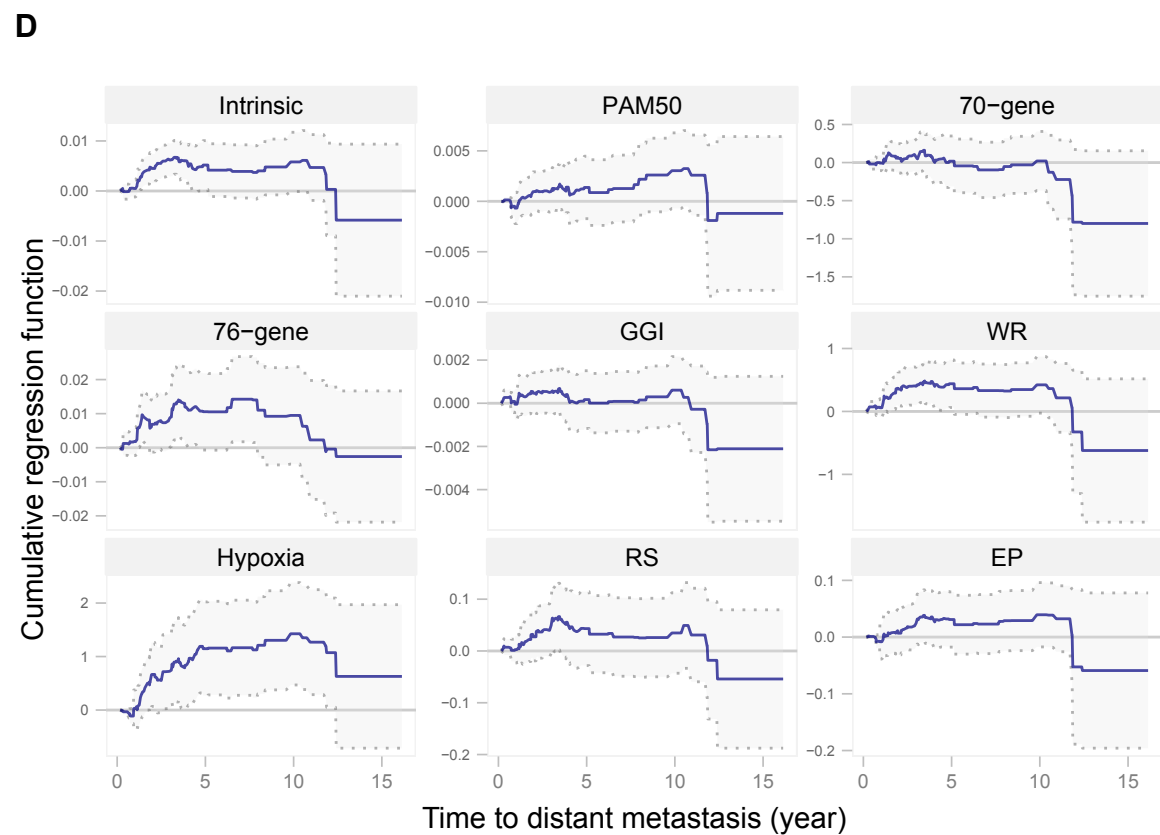 D
Cumulative regression function
Intrinsic
0.01
0.00
−0.01
−0.02
PAM50
0.005
0.000
−0.005
−0.010
70−gene
0.5
0.0
−0.5
−1.0
−1.5
76−gene
0.02
0.01
0.00
−0.01
−0.02
GGI
0.002
0.000
−0.002
−0.004
WR
1
0
−1
Hypoxia
2
1
0
RS
0.1
0.0
−0.1
−0.2
EP
0.1
0.0
−0.1
−0.2
0 5 10 15
0 5 10 15
0 5 10 15
Time to distant metastasis (year)